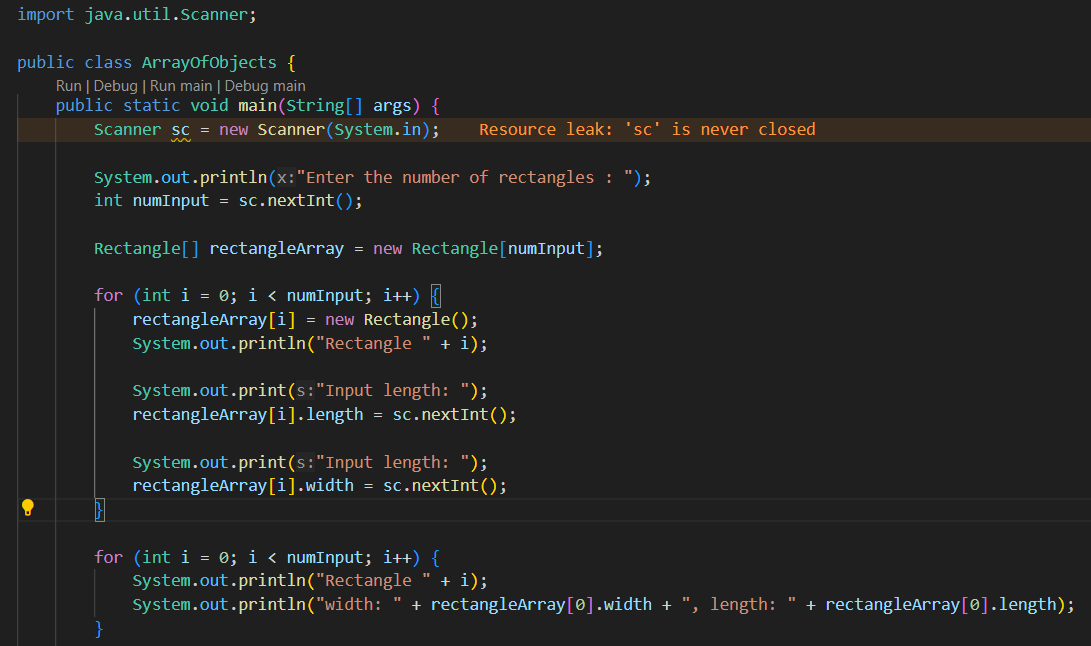 import java.util.Scanner;
public class ArrayOfObjects {
Run | Debug | Run main | Debug main
public static void main(String[] args) {
Scanner sc = new Scanner(System.in); Resource leak: 'sc' is never closed
System.out.println(x:"Enter the number of rectangles : ");
int numInput = sc.nextInt();
Rectangle[] rectangleArray = new Rectangle[numInput];
for (int i = 0; i < numInput; i++) {
rectangleArray[i] = new Rectangle();
System.out.println("Rectangle " + i);
System.out.print(s:"Input length: ");
rectangleArray[i].length = sc.nextInt();
System.out.print(s:"Input length: ");
rectangleArray[i].width = sc.nextInt();
}
for (int i = 0; i < numInput; i++) {
System.out.println("Rectangle " + i);
System.out.println("width: " + rectangleArray[0].width + ", length: " + rectangleArray[0].length);
}